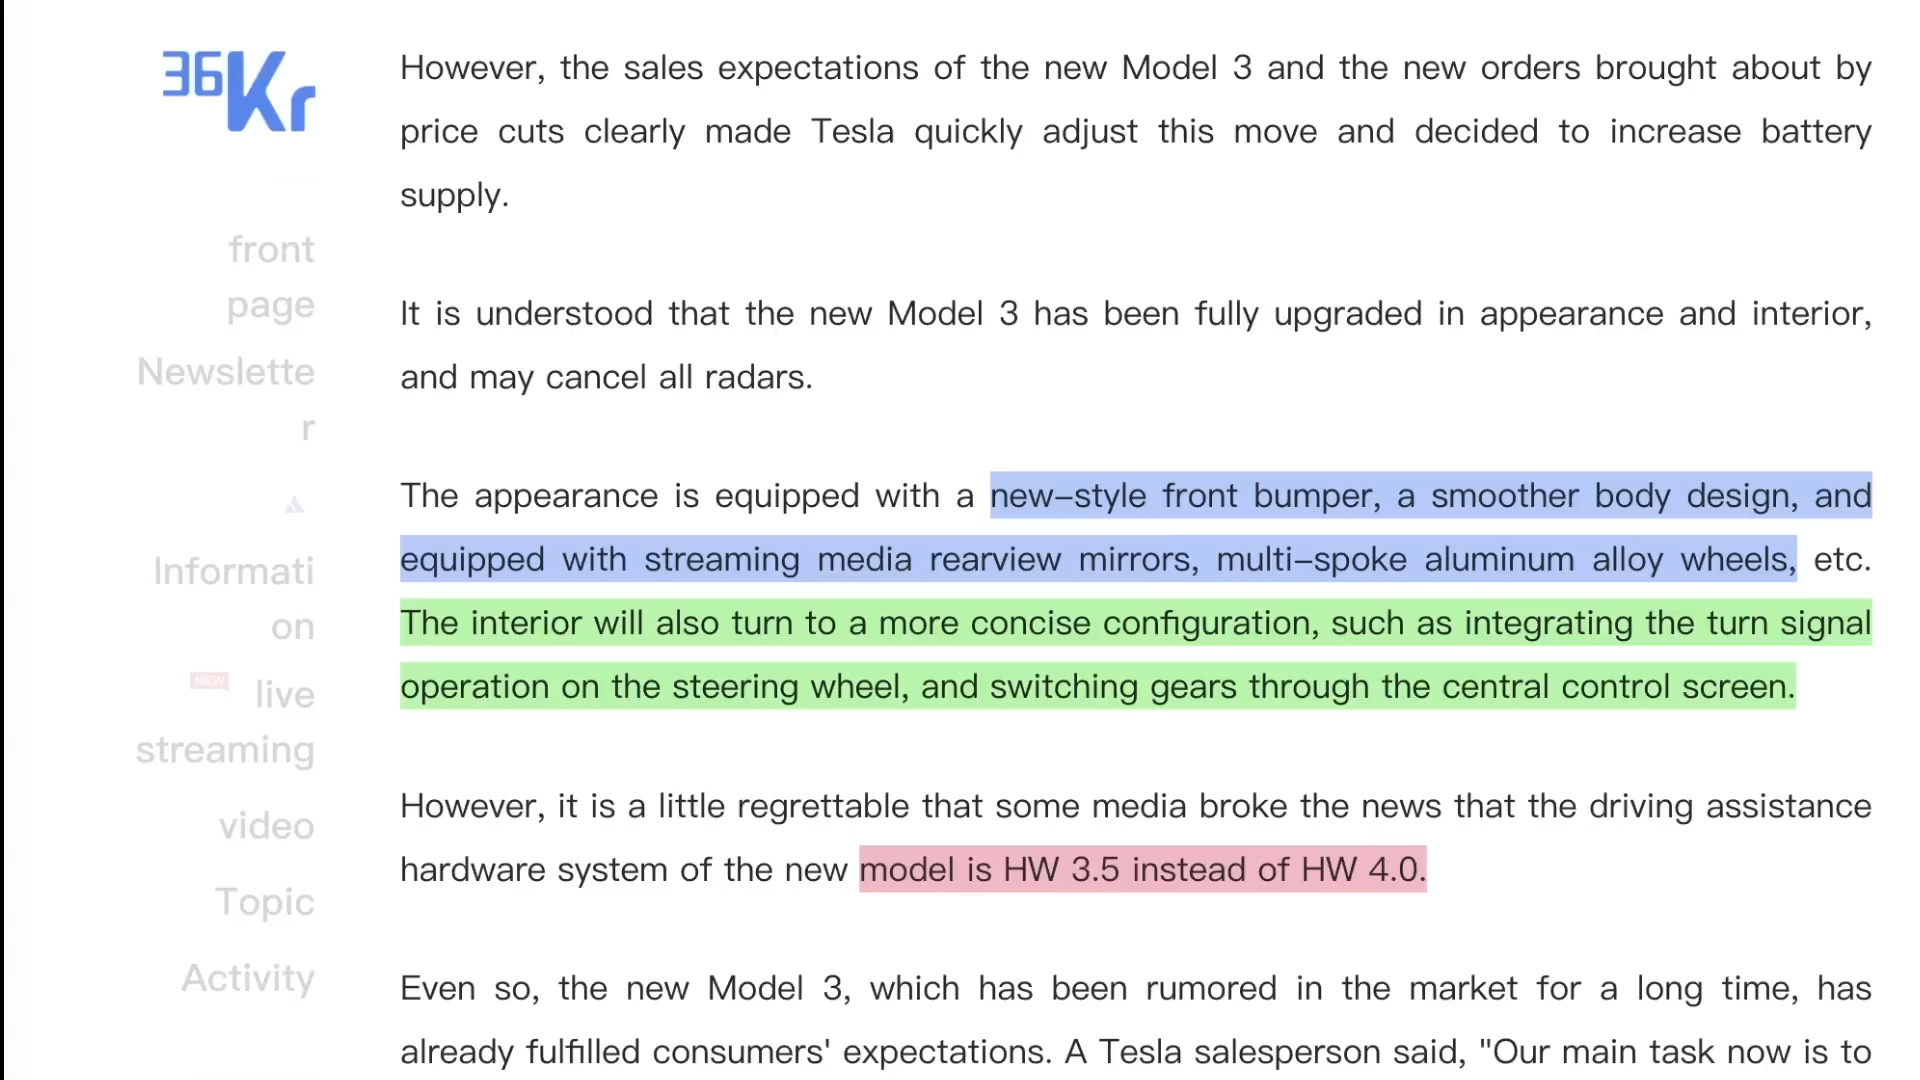 36Kr
front
page
Newslette
r
Informati
on
NEW
live
streaming
video
Topic
Activity
However, the sales expectations of the new Model 3 and the new orders brought about by
price cuts clearly made Tesla quickly adjust this move and decided to increase battery
supply.
It is understood that the new Model 3 has been fully upgraded in appearance and interior,
and may cancel all radars.
The appearance is equipped with a new–style front bumper, a smoother body design, and
equipped with streaming media rearview mirrors, multi–spoke aluminum alloy wheels, etc.
The interior will also turn to a more concise configuration, such as integrating the turn signal
operation on the steering wheel, and switching gears through the central control screen.
However, it is a little regrettable that some media broke the news that the driving assistance
hardware system of the new model is HW 3.5 instead of HW 4.0.
Even so, the new Model 3, which has been rumored in the market for a long time, has
already fulfilled consumers' expectations. A Tesla salesperson said, "Our main task now is to